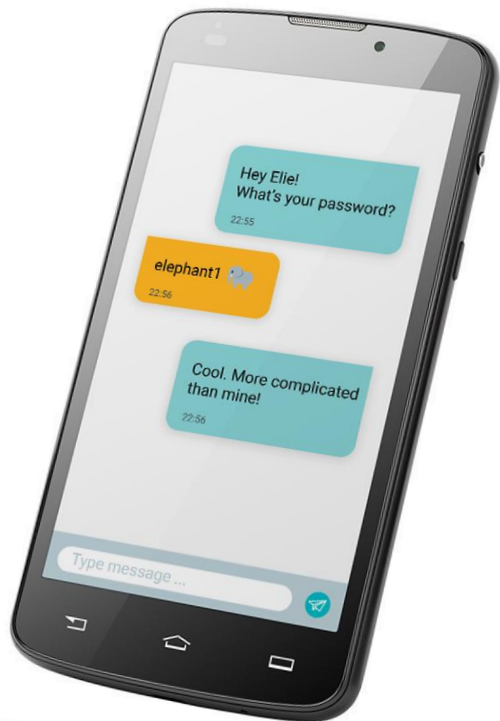 Hey Elie!
What's your password?
22:55
elephant1 🐘
22:56
Cool. More complicated
than mine!
22:56
Type message ...